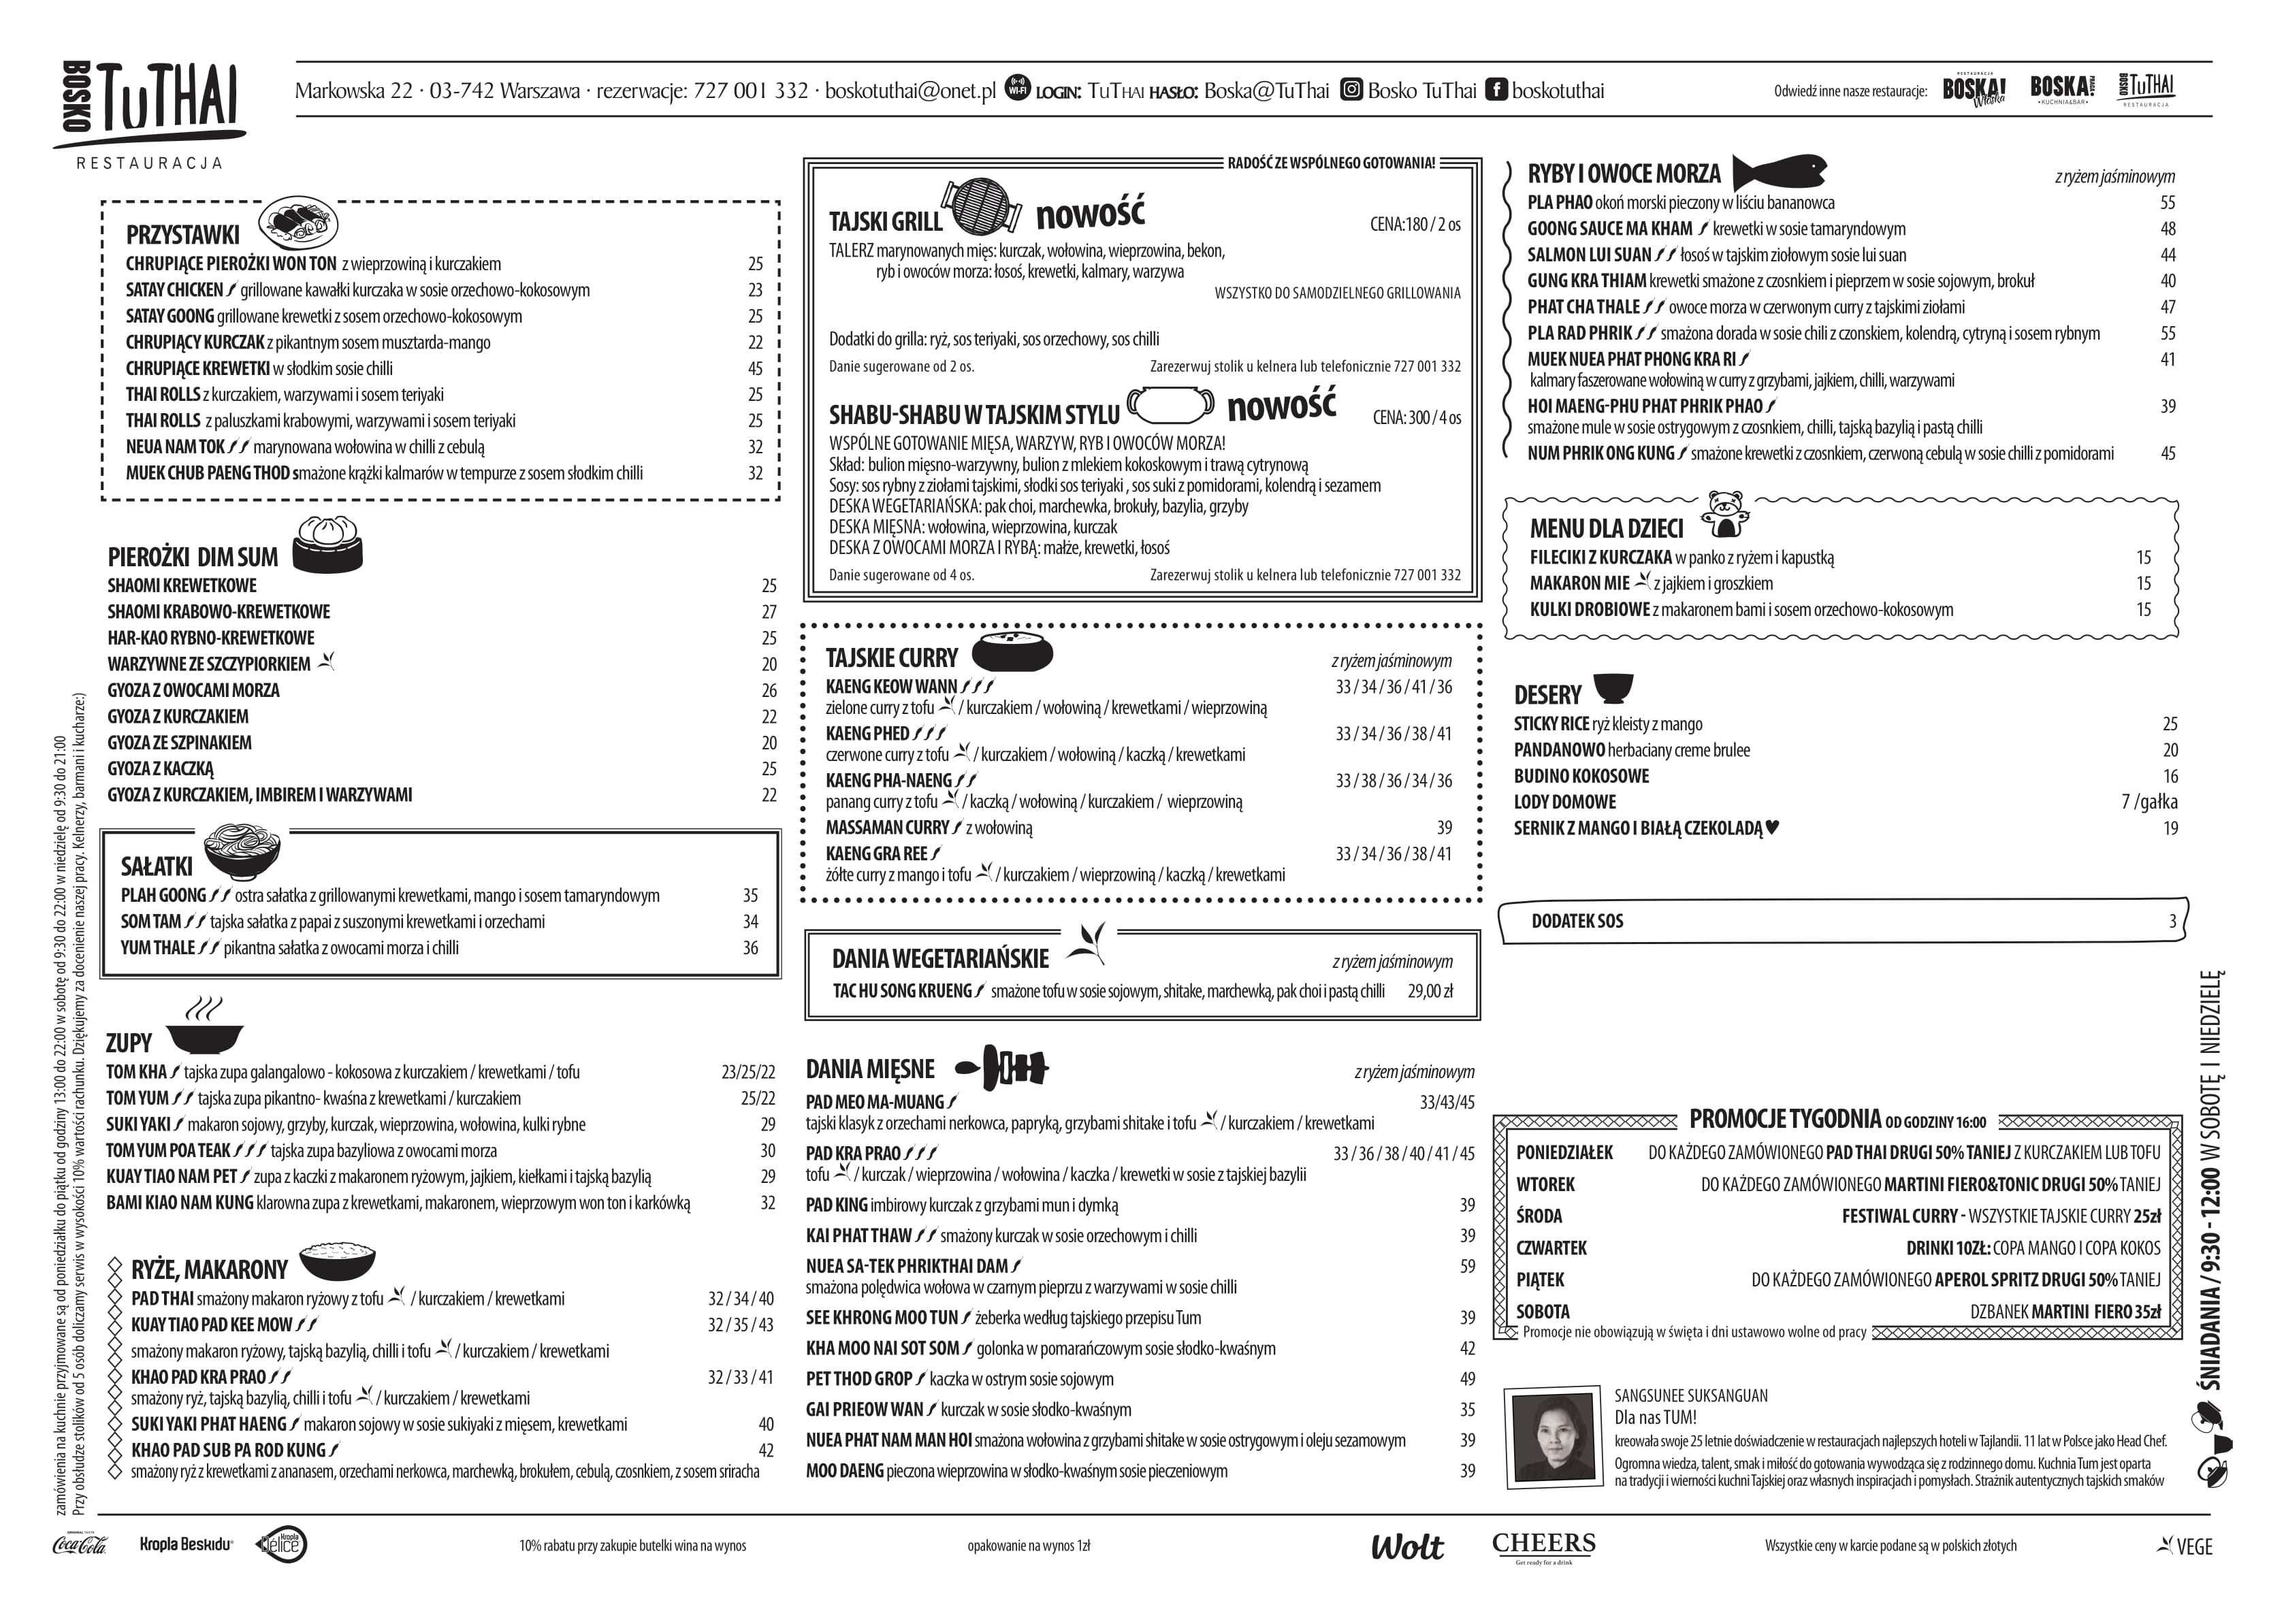 BOSKO TUTHAI
RESTAURACJA
Markowska 22 · 03-742 Warszawa · rezerwacje: 727 001 332 · boskotuthai@onet.pl WI-FI LOGIN: TUTHAI HASŁO: Boska@TuThai Bosko TuThai boskotuthai
Odwiedź inne nasze restauracje:
RESTAURACJA
BOSKA!
Włoska
BOSKA! PRAGA
• KUCHNIA&BAR •
BOSKO TUTHAI
RESTAURACJA
PRZYSTAWKI
CHRUPIĄCE PIEROŻKI WON TON z wieprzowiną i kurczakiem 25
SATAY CHICKEN grillowane kawałki kurczaka w sosie orzechowo-kokosowym 23
SATAY GOONG grillowane krewetki z sosem orzechowo-kokosowym 25
CHRUPIĄCY KURCZAK z pikantnym sosem musztarda-mango 22
CHRUPIĄCE KREWETKI w słodkim sosie chilli 45
THAI ROLLS z kurczakiem, warzywami i sosem teriyaki 25
THAI ROLLS z paluszkami krabowymi, warzywami i sosem teriyaki 25
NEUA NAM TOK marynowana wołowina w chilli z cebulą 32
MUEK CHUB PAENG THOD smażone krążki kalmarów w tempurze z sosem słodkim chilli 32
PIEROŻKI DIM SUM
SHAOMI KREWETKOWE 25
SHAOMI KRABOWO-KREWETKOWE 27
HAR-KAO RYBNO-KREWETKOWE 25
WARZYWNE ZE SZCZYPIORKIEM 20
GYOZA Z OWOCAMI MORZA 26
GYOZA Z KURCZAKIEM 22
GYOZA ZE SZPINAKIEM 20
GYOZA Z KACZKĄ 25
GYOZA Z KURCZAKIEM, IMBIREM I WARZYWAMI 22
SAŁATKI
PLAH GOONG ostra sałatka z grillowanymi krewetkami, mango i sosem tamaryndowym 35
SOM TAM tajska sałatka z papai z suszonymi krewetkami i orzechami 34
YUM THALE pikantna sałatka z owocami morza i chilli 36
ZUPY
TOM KHA tajska zupa galangalowo - kokosowa z kurczakiem / krewetkami / tofu 23/25/22
TOM YUM tajska zupa pikantno- kwaśna z krewetkami / kurczakiem 25/22
SUKI YAKI makaron sojowy, grzyby, kurczak, wieprzowina, wołowina, kulki rybne 29
TOM YUM POA TEAK tajska zupa bazyliowa z owocami morza 30
KUAY TIAO NAM PET zupa z kaczki z makaronem ryżowym, jajkiem, kiełkami i tajską bazylią 29
BAMI KIAO NAM KUNG klarowna zupa z krewetkami, makaronem, wieprzowym won ton i karkówką 32
RYŻE, MAKARONY
PAD THAI smażony makaron ryżowy z tofu / kurczakiem / krewetkami 32 / 34 / 40
KUAY TIAO PAD KEE MOW 32 / 35 / 43
smażony makaron ryżowy, tajską bazylią, chilli i tofu / kurczakiem / krewetkami
KHAO PAD KRA PRAO 32 / 33 / 41
smażony ryż, tajską bazylią, chilli i tofu / kurczakiem / krewetkami
SUKI YAKI PHAT HAENG makaron sojowy w sosie sukiyaki z mięsem, krewetkami 40
KHAO PAD SUB PA ROD KUNG 42
smażony ryż z krewetkami z ananasem, orzechami nerkowca, marchewką, brokułem, cebulą, czosnkiem, z sosem sriracha
zamówienia na kuchnie przyjmowane są od poniedziałku do piątku od godziny 13:00 do 22:00 w sobotę od 9:30 do 22:00 w niedzielę od 9:30 do 21:00
Przy obsłudze stolików od 5 osób doliczamy serwis w wysokości 10% wartości rachunku. Dziękujemy za docenienie naszej pracy. Kelnerzy, barmani i kucharze:)
RADOŚĆ ZE WSPÓLNEGO GOTOWANIA!
TAJSKI GRILL nowość CENA:180 / 2 os
TALERZ marynowanych mięs: kurczak, wołowina, wieprzowina, bekon,
ryb i owoców morza: łosoś, krewetki, kalmary, warzywa
WSZYSTKO DO SAMODZIELNEGO GRILLOWANIA
Dodatki do grilla: ryż, sos teriyaki, sos orzechowy, sos chilli
Danie sugerowane od 2 os. Zarezerwuj stolik u kelnera lub telefonicznie 727 001 332
SHABU-SHABU W TAJSKIM STYLU nowość CENA: 300 / 4 os
WSPÓLNE GOTOWANIE MIĘSA, WARZYW, RYB I OWOCÓW MORZA!
Skład: bulion mięsno-warzywny, bulion z mlekiem kokoskowym i trawą cytrynową
Sosy: sos rybny z ziołami tajskimi, słodki sos teriyaki , sos suki z pomidorami, kolendrą i sezamem
DESKA WEGETARIAŃSKA: pak choi, marchewka, brokuły, bazylia, grzyby
DESKA MIĘSNA: wołowina, wieprzowina, kurczak
DESKA Z OWOCAMI MORZA I RYBĄ: małże, krewetki, łosoś
Danie sugerowane od 4 os. Zarezerwuj stolik u kelnera lub telefonicznie 727 001 332
TAJSKIE CURRY z ryżem jaśminowym
KAENG KEOW WANN 33 / 34 / 36 / 41 / 36
zielone curry z tofu / kurczakiem / wołowiną / krewetkami / wieprzowiną
KAENG PHED 33 / 34 / 36 / 38 / 41
czerwone curry z tofu / kurczakiem / wołowiną / kaczką / krewetkami
KAENG PHA-NAENG 33 / 38 / 36 / 34 / 36
panang curry z tofu / kaczką / wołowiną / kurczakiem / wieprzowiną
MASSAMAN CURRY z wołowiną 39
KAENG GRA REE 33 / 34 / 36 / 38 / 41
żółte curry z mango i tofu / kurczakiem / wieprzowiną / kaczką / krewetkami
DANIA WEGETARIAŃSKIE z ryżem jaśminowym
TAC HU SONG KRUENG smażone tofu w sosie sojowym, shitake, marchewką, pak choi i pastą chilli 29,00 zł
DANIA MIĘSNE z ryżem jaśminowym
PAD MEO MA-MUANG 33/43/45
tajski klasyk z orzechami nerkowca, papryką, grzybami shitake i tofu / kurczakiem / krewetkami
PAD KRA PRAO 33 / 36 / 38 / 40 / 41 / 45
tofu / kurczak / wieprzowina / wołowina / kaczka / krewetki w sosie z tajskiej bazylii
PAD KING imbirowy kurczak z grzybami mun i dymką 39
KAI PHAT THAW smażony kurczak w sosie orzechowym i chilli 39
NUEA SA-TEK PHRIKTHAI DAM 59
smażona polędwica wołowa w czarnym pieprzu z warzywami w sosie chilli
SEE KHRONG MOO TUN żeberka według tajskiego przepisu Tum 39
KHA MOO NAI SOT SOM golonka w pomarańczowym sosie słodko-kwaśnym 42
PET THOD GROP kaczka w ostrym sosie sojowym 49
GAI PRIEOW WAN kurczak w sosie słodko-kwaśnym 35
NUEA PHAT NAM MAN HOI smażona wołowina z grzybami shitake w sosie ostrygowym i oleju sezamowym 39
MOO DAENG pieczona wieprzowina w słodko-kwaśnym sosie pieczeniowym 39
RYBY I OWOCE MORZA z ryżem jaśminowym
PLA PHAO okoń morski pieczony w liściu bananowca 55
GOONG SAUCE MA KHAM krewetki w sosie tamaryndowym 48
SALMON LUI SUAN łosoś w tajskim ziołowym sosie lui suan 44
GUNG KRA THIAM krewetki smażone z czosnkiem i pieprzem w sosie sojowym, brokuł 40
PHAT CHA THALE owoce morza w czerwonym curry z tajskimi ziołami 47
PLA RAD PHRIK smażona dorada w sosie chili z czonskiem, kolendrą, cytryną i sosem rybnym 55
MUEK NUEA PHAT PHONG KRA RI 41
kalmary faszerowane wołowiną w curry z grzybami, jajkiem, chilli, warzywami
HOI MAENG-PHU PHAT PHRIK PHAO 39
smażone mule w sosie ostrygowym z czosnkiem, chilli, tajską bazylią i pastą chilli
NUM PHRIK ONG KUNG smażone krewetki z czosnkiem, czerwoną cebulą w sosie chilli z pomidorami 45
MENU DLA DZIECI
FILECIKI Z KURCZAKA w panko z ryżem i kapustką 15
MAKARON MIE z jajkiem i groszkiem 15
KULKI DROBIOWE z makaronem bami i sosem orzechowo-kokosowym 15
DESERY
STICKY RICE ryż kleisty z mango 25
PANDANOWO herbaciany creme brulee 20
BUDINO KOKOSOWE 16
LODY DOMOWE 7 /gałka
SERNIK Z MANGO I BIAŁĄ CZEKOLADĄ♥ 19
DODATEK SOS 3
PROMOCJE TYGODNIA OD GODZINY 16:00
PONIEDZIAŁEK DO KAŻDEGO ZAMÓWIONEGO PAD THAI DRUGI 50% TANIEJ Z KURCZAKIEM LUB TOFU
WTOREK DO KAŻDEGO ZAMÓWIONEGO MARTINI FIERO&TONIC DRUGI 50% TANIEJ
ŚRODA FESTIWAL CURRY - WSZYSTKIE TAJSKIE CURRY 25zł
CZWARTEK DRINKI 10ZŁ: COPA MANGO I COPA KOKOS
PIĄTEK DO KAŻDEGO ZAMÓWIONEGO APEROL SPRITZ DRUGI 50% TANIEJ
SOBOTA DZBANEK MARTINI FIERO 35zł
Promocje nie obowiązują w święta i dni ustawowo wolne od pracy
ŚNIADANIA / 9:30 - 12:00 W SOBOTĘ I NIEDZIELĘ
SANGSUNEE SUKSANGUAN
Dla nas TUM!
kreowała swoje 25 letnie doświadczenie w restauracjach najlepszych hoteli w Tajlandii. 11 lat w Polsce jako Head Chef.
Ogromna wiedza, talent, smak i miłość do gotowania wywodząca się z rodzinnego domu. Kuchnia Tum jest oparta
na tradycji i wierności kuchni Tajskiej oraz własnych inspiracjach i pomysłach. Strażnik autentycznych tajskich smaków
ORIGINAL TASTE
Coca-Cola
Kropla Beskidu
Kropla Délice
10% rabatu przy zakupie butelki wina na wynos
opakowanie na wynos 1zł
Wolt
CHEERS
Get ready for a drink
Wszystkie ceny w karcie podane są w polskich złotych
VEGE